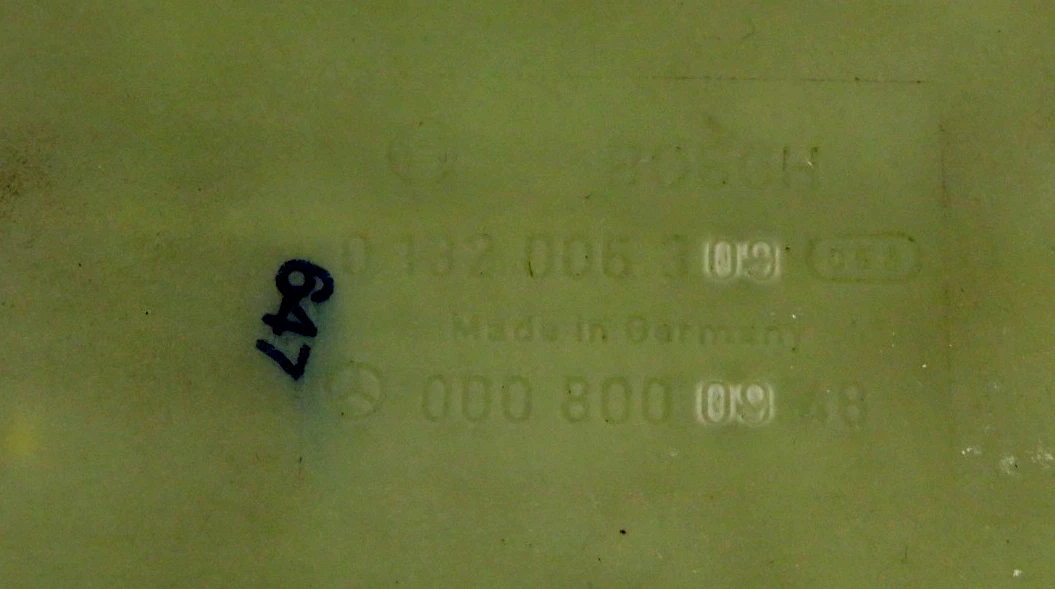 BOSCH
0 132 006 3 09
647
Made in Germany
000 800 09 48